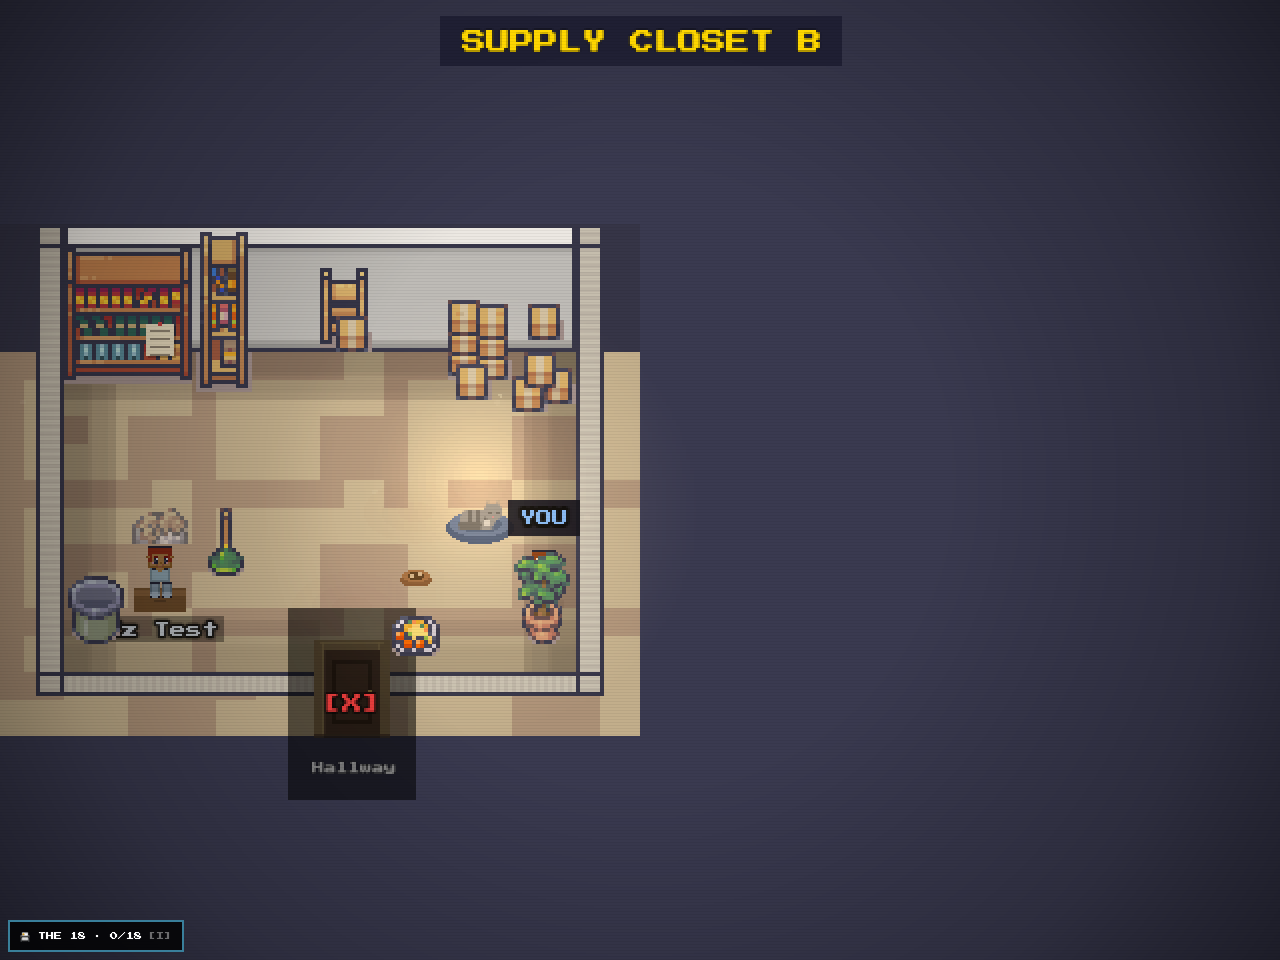 SUPPLY CLOSET B
YOU
z Test
[X]
Hallway
THE 18 · 0/18 [I]